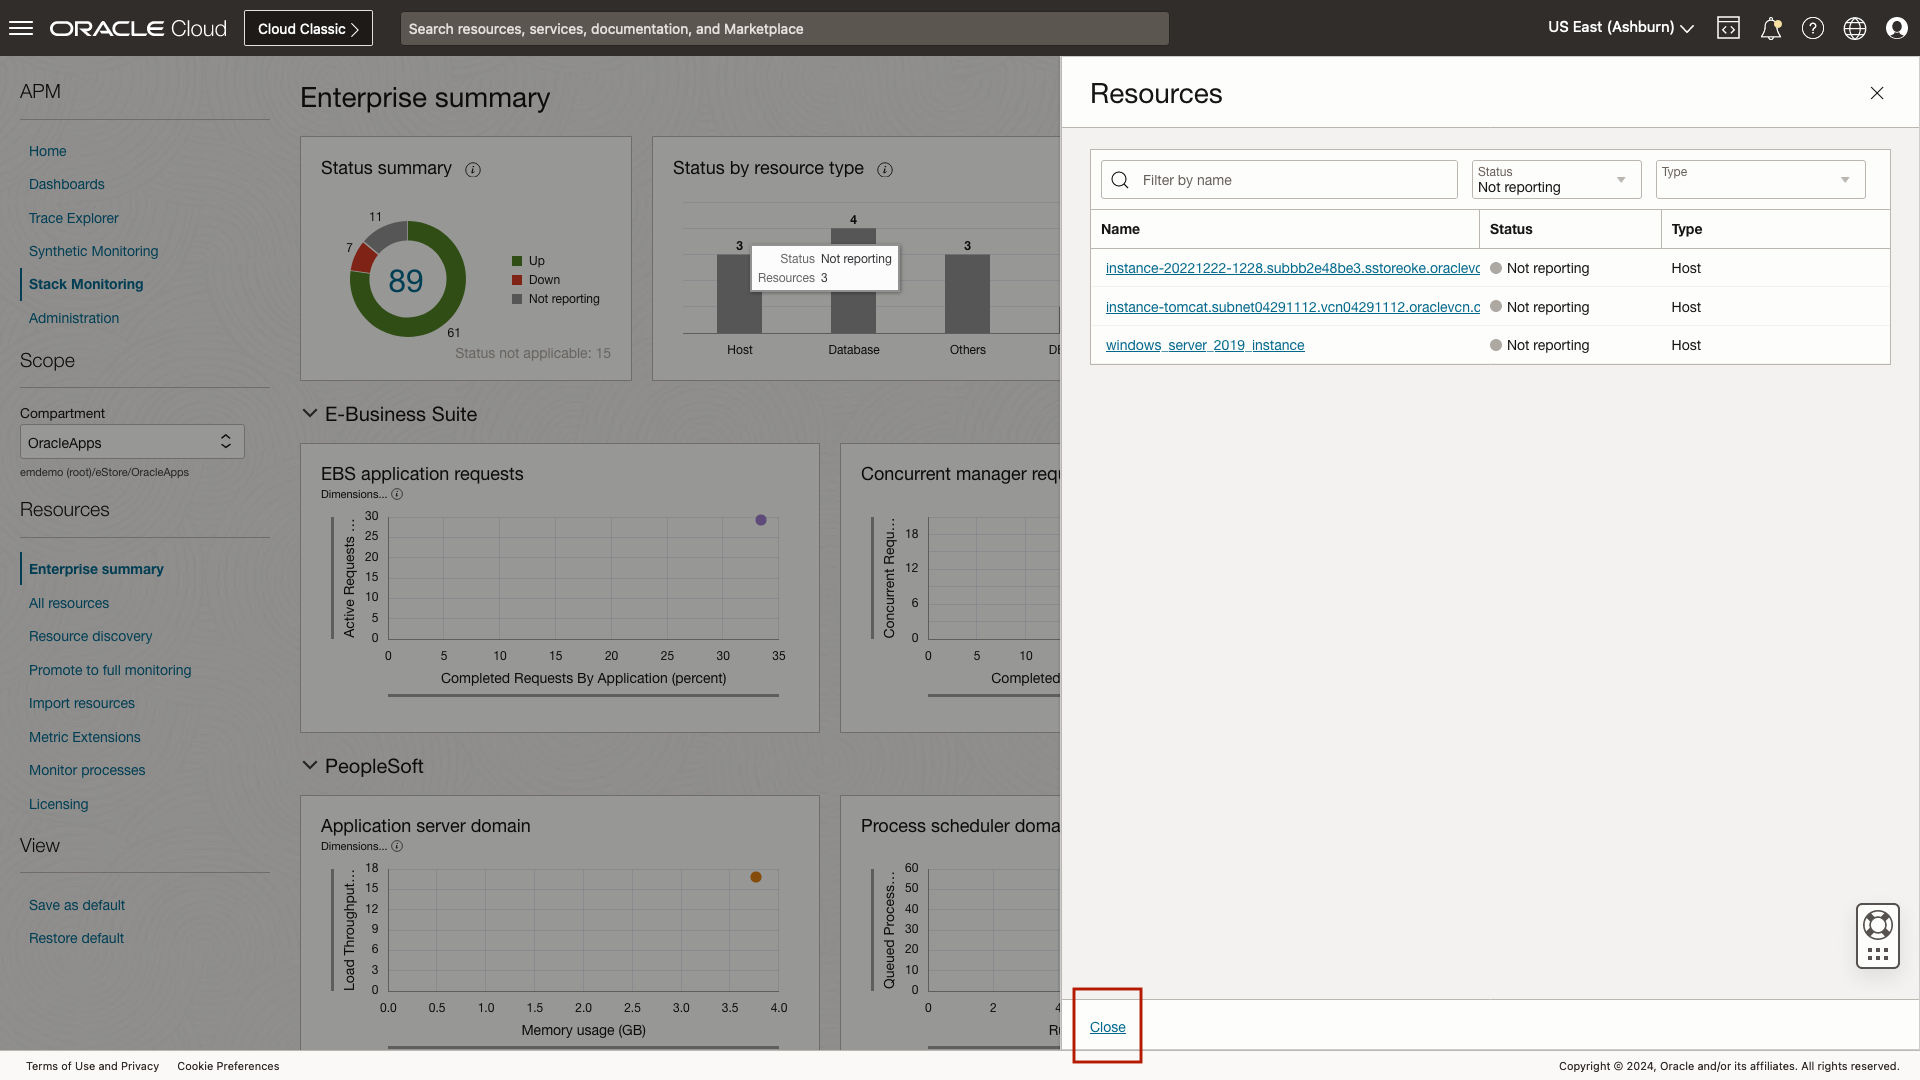 ORACLE Cloud
Cloud Classic
Search resources, services, documentation, and Marketplace
US East (Ashburn)
APM
Home
Dashboards
Trace Explorer
Synthetic Monitoring
Stack Monitoring
Administration
Scope
Compartment
OracleApps
emdemo (root)/eStore/OracleApps
Resources
Enterprise summary
All resources
Resource discovery
Promote to full monitoring
Import resources
Metric Extensions
Monitor processes
Licensing
View
Save as default
Restore default
Enterprise summary
Status summary
11
7
89
61
Up
Down
Not reporting
Status not applicable: 15
Status by resource type
3
4
3
Status Not reporting
Resources 3
Host Database Others
E-Business Suite
EBS application requests
Dimensions...
Active Requests ...
30
25
20
15
10
5
0
0 5 10 15 20 25 30 35
Completed Requests By Application (percent)
Concurrent manager
Concurrent Requ...
18
12
6
0
0 5 10
Completed
PeopleSoft
Application server domain
Dimensions...
Load Throughput...
18
15
12
9
6
3
0
0.0 0.5 1.0 1.5 2.0 2.5 3.0 3.5 4.0
Memory usage (GB)
Process scheduler
Queued Process...
60
50
40
30
20
10
0
0 2
Resources
Filter by name
Status
Not reporting
Type
Name Status Type
instance-20221222-1228.subbb2e48be3.sstoreoke.oraclevc Not reporting Host
instance-tomcat.subnet04291112.vcn04291112.oraclevcn.c Not reporting Host
windows_server_2019_instance Not reporting Host
Close
Terms of Use and Privacy Cookie Preferences
Copyright © 2024, Oracle and/or its affiliates. All rights reserved.